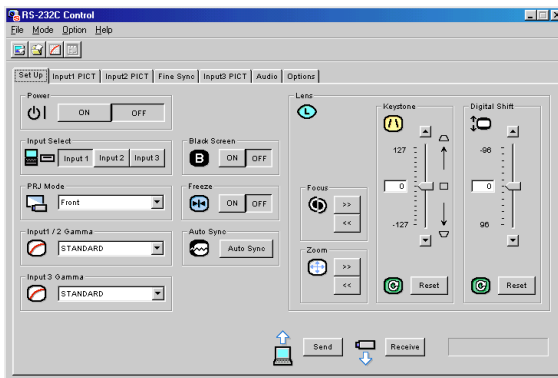 RS-232C Control
File Mode Option Help
Set Up Input1 PICT Input2 PICT Fine Sync Input3 PICT Audio Options
Power
ON OFF
Input Select
Input 1 Input 2 Input 3
PRJ Mode
Front
Input1 / 2 Gamma
STANDARD
Input 3 Gamma
STANDARD
Black Screen
B ON OFF
Freeze
ON OFF
Auto Sync
Auto Sync
Lens
L
Focus
>>
<<
Zoom
>>
<<
Keystone
127
0
-127
Reset
Digital Shift
-96
0
96
Reset
Send Receive